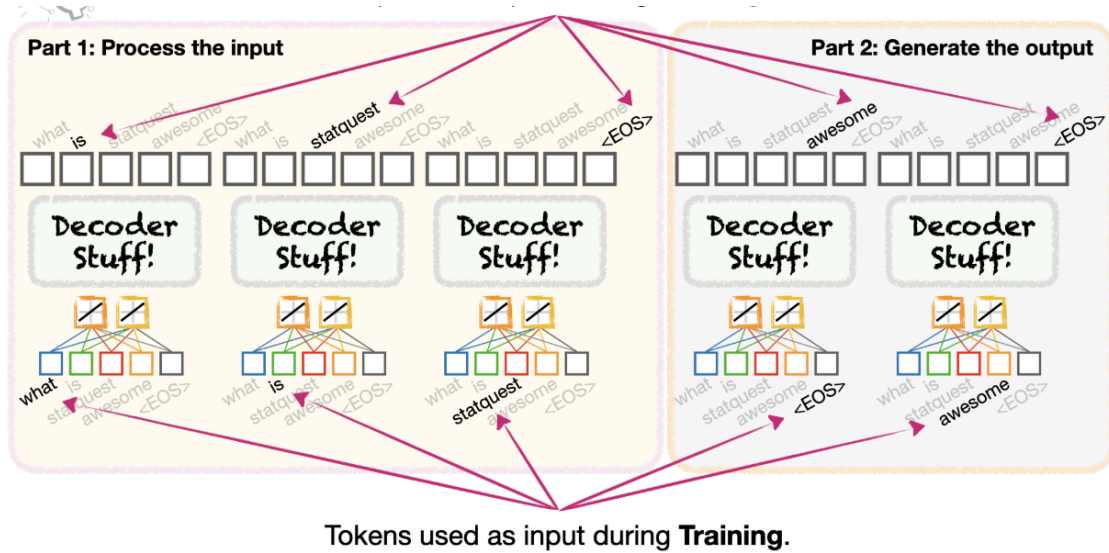 Part 1: Process the input
Part 2: Generate the output
what is statquest awesome <EOS> what is statquest awesome <EOS> what is statquest awesome <EOS> what is statquest awesome <EOS> what is statquest awesome <EOS>
Decoder Stuff! Decoder Stuff! Decoder Stuff! Decoder Stuff! Decoder Stuff!
what is statquest awesome <EOS> what is statquest awesome <EOS> what is statquest awesome <EOS> what is statquest awesome <EOS> what is statquest awesome <EOS>
Tokens used as input during Training.